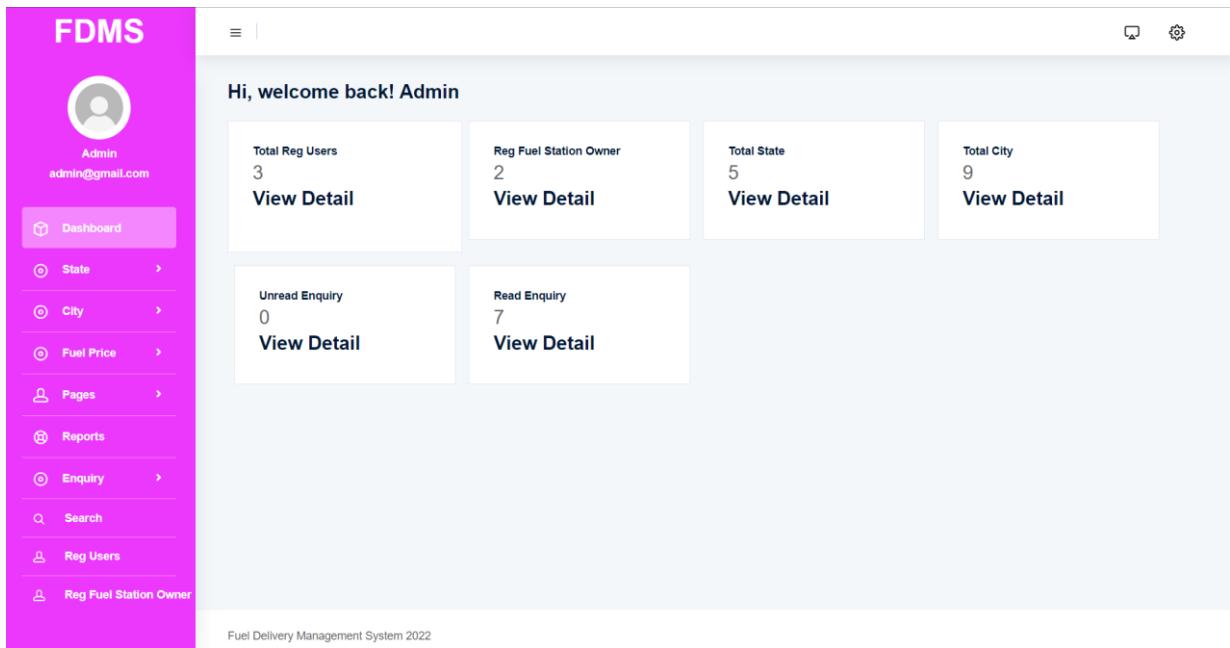 FDMS
Admin
admin@gmail.com
Dashboard
State
City
Fuel Price
Pages
Reports
Enquiry
Search
Reg Users
Reg Fuel Station Owner
Hi, welcome back! Admin
Total Reg Users
3
View Detail
Reg Fuel Station Owner
2
View Detail
Total State
5
View Detail
Total City
9
View Detail
Unread Enquiry
0
View Detail
Read Enquiry
7
View Detail
Fuel Delivery Management System 2022